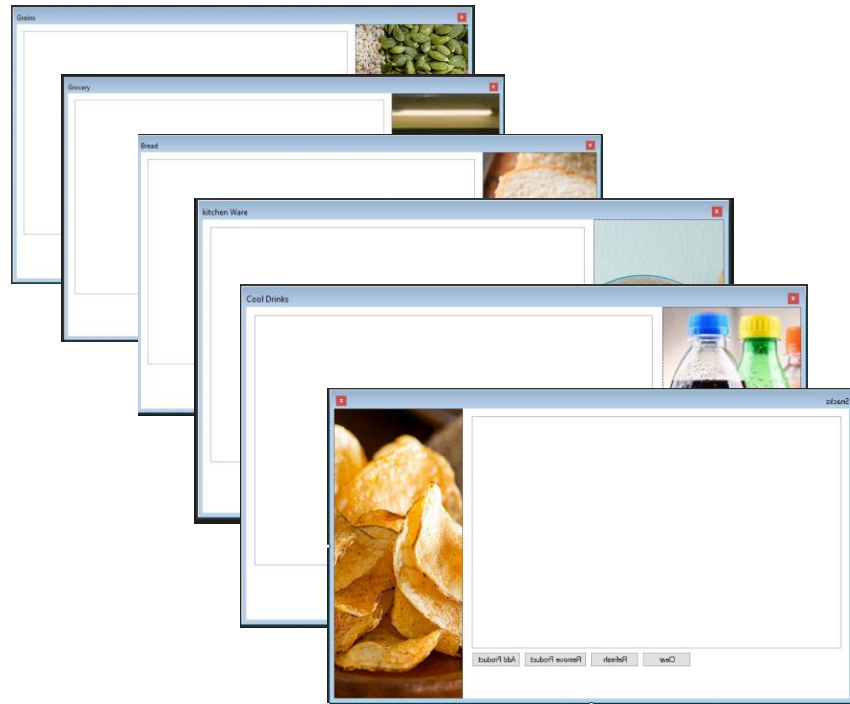 Grains
Grocery
Bread
kitchen Ware
Cool Drinks
Snacks
Add Product Remove Product Refresh Clear